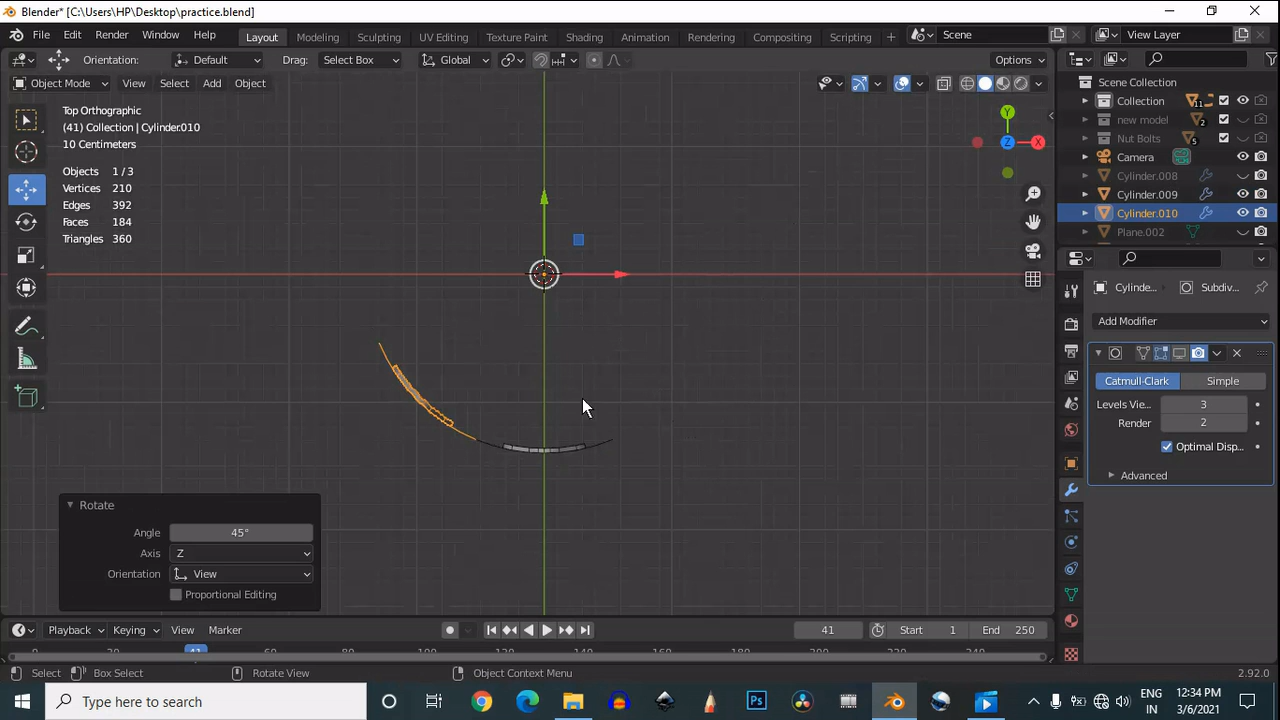 Blender* [C:\Users\HP\Desktop\practice.blend]
File Edit Render Window Help Layout Modeling Sculpting UV Editing Texture Paint Shading Animation Rendering Compositing Scripting + Scene View Layer
Orientation: Default Drag: Select Box Global Options
Object Mode View Select Add Object
Top Orthographic
(41) Collection | Cylinder.010
10 Centimeters
Objects 1 / 3
Vertices 210
Edges 392
Faces 184
Triangles 360
Y
Z
X
Scene Collection
Collection 11
new model 2
Nut Bolts 5
Camera
Cylinder.008
Cylinder.009
Cylinder.010
Plane.002
Cylinde... Subdiv...
Add Modifier
Catmull-Clark Simple
Levels Vie... 3
Render 2
Optimal Disp...
Advanced
Rotate
Angle 45°
Axis Z
Orientation View
Proportional Editing
Playback Keying View Marker 41 Start 1 End 250
Select Box Select Rotate View Object Context Menu 2.92.0
Type here to search
ENG
IN
12:34 PM
3/6/2021